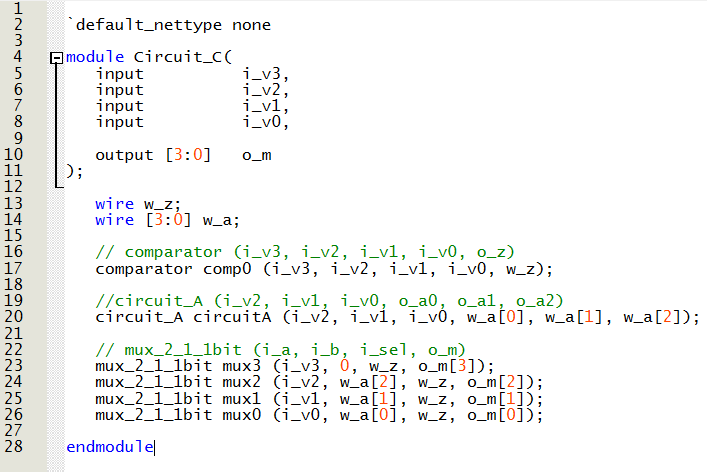 1
2 `default_nettype none
3
4 module Circuit_C(
5 input i_v3,
6 input i_v2,
7 input i_v1,
8 input i_v0,
9
10 output [3:0] o_m
11 );
12
13 wire w_z;
14 wire [3:0] w_a;
15
16 // comparator (i_v3, i_v2, i_v1, i_v0, o_z)
17 comparator comp0 (i_v3, i_v2, i_v1, i_v0, w_z);
18
19 //circuit_A (i_v2, i_v1, i_v0, o_a0, o_a1, o_a2)
20 circuit_A circuitA (i_v2, i_v1, i_v0, w_a[0], w_a[1], w_a[2]);
21
22 // mux_2_1_1bit (i_a, i_b, i_sel, o_m)
23 mux_2_1_1bit mux3 (i_v3, 0, w_z, o_m[3]);
24 mux_2_1_1bit mux2 (i_v2, w_a[2], w_z, o_m[2]);
25 mux_2_1_1bit mux1 (i_v1, w_a[1], w_z, o_m[1]);
26 mux_2_1_1bit mux0 (i_v0, w_a[0], w_z, o_m[0]);
27
28 endmodule